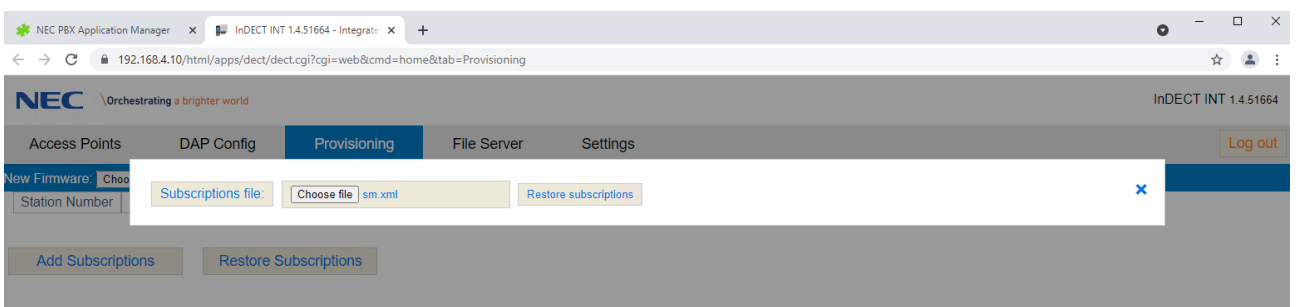 NEC PBX Application Manager
InDECT INT 1.4.51664 - Integrate
192.168.4.10/html/apps/dect/dect.cgi?cgi=web&cmd=home&tab=Provisioning
NEC \Orchestrating a brighter world
InDECT INT 1.4.51664
Access Points DAP Config Provisioning File Server Settings Log out
New Firmware: Choo
Subscriptions file: Choose file sm.xml Restore subscriptions
Station Number
Add Subscriptions Restore Subscriptions